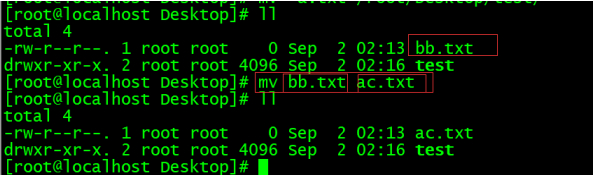 [root@localhost Desktop]# ll
total 4
-rw-r--r--. 1 root root    0 Sep  2 02:13 bb.txt
drwxr-xr-x. 2 root root 4096 Sep  2 02:16 test
[root@localhost Desktop]# mv bb.txt ac.txt
[root@localhost Desktop]# ll
total 4
-rw-r--r--. 1 root root    0 Sep  2 02:13 ac.txt
drwxr-xr-x. 2 root root 4096 Sep  2 02:16 test
[root@localhost Desktop]#